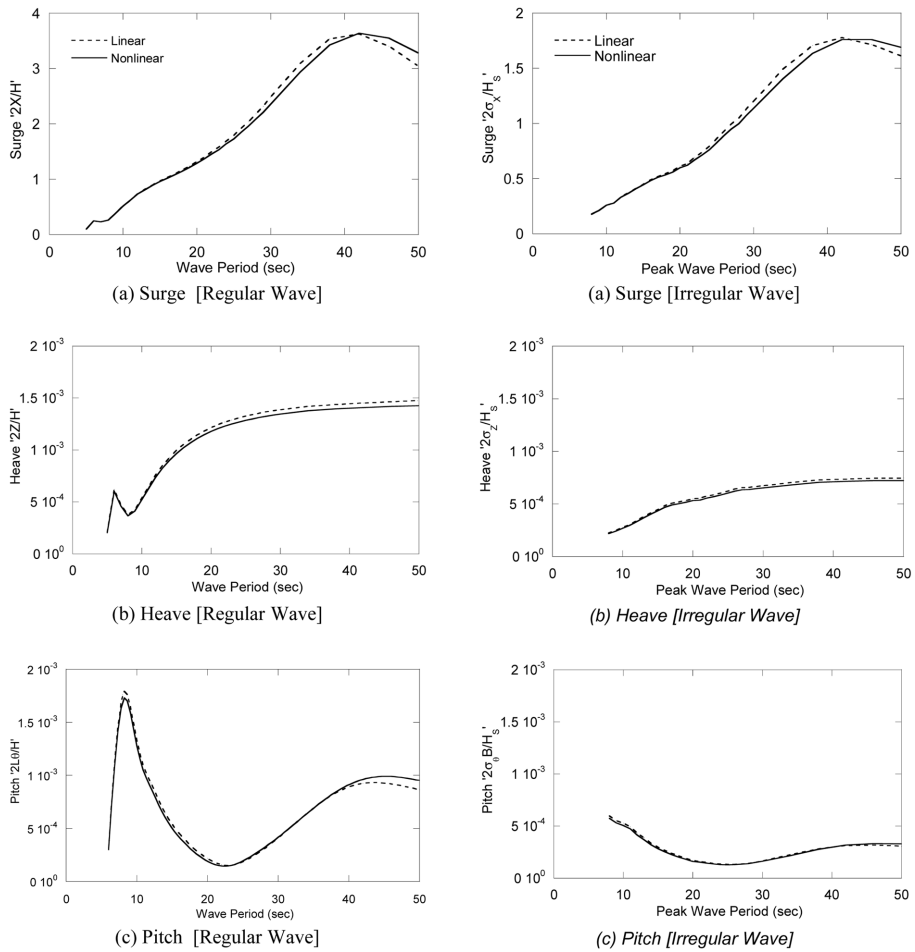 4
3
2
1
0
Surge '2X/H'
Linear
Nonlinear
0 10 20 30 40 50
Wave Period (sec)
(a) Surge [Regular Wave]
2
1.5
1
0.5
0
Surge '2σX/HS'
Linear
Nonlinear
0 10 20 30 40 50
Peak Wave Period (sec)
(a) Surge [Irregular Wave]
2 10-3
1.5 10-3
1 10-3
5 10-4
0 100
Heave '2Z/H'
0 10 20 30 40 50
Wave Period (sec)
(b) Heave [Regular Wave]
2 10-3
1.5 10-3
1 10-3
5 10-4
0 100
Heave '2σZ/HS'
0 10 20 30 40 50
Peak Wave Period (sec)
(b) Heave [Irregular Wave]
2 10-3
1.5 10-3
1 10-3
5 10-4
0 100
Pitch '2Lθ/H'
0 10 20 30 40 50
Wave Period (sec)
(c) Pitch [Regular Wave]
2 10-3
1.5 10-3
1 10-3
5 10-4
0 100
Pitch '2σθ B/HS'
0 10 20 30 40 50
Peak Wave Period (sec)
(c) Pitch [Irregular Wave]